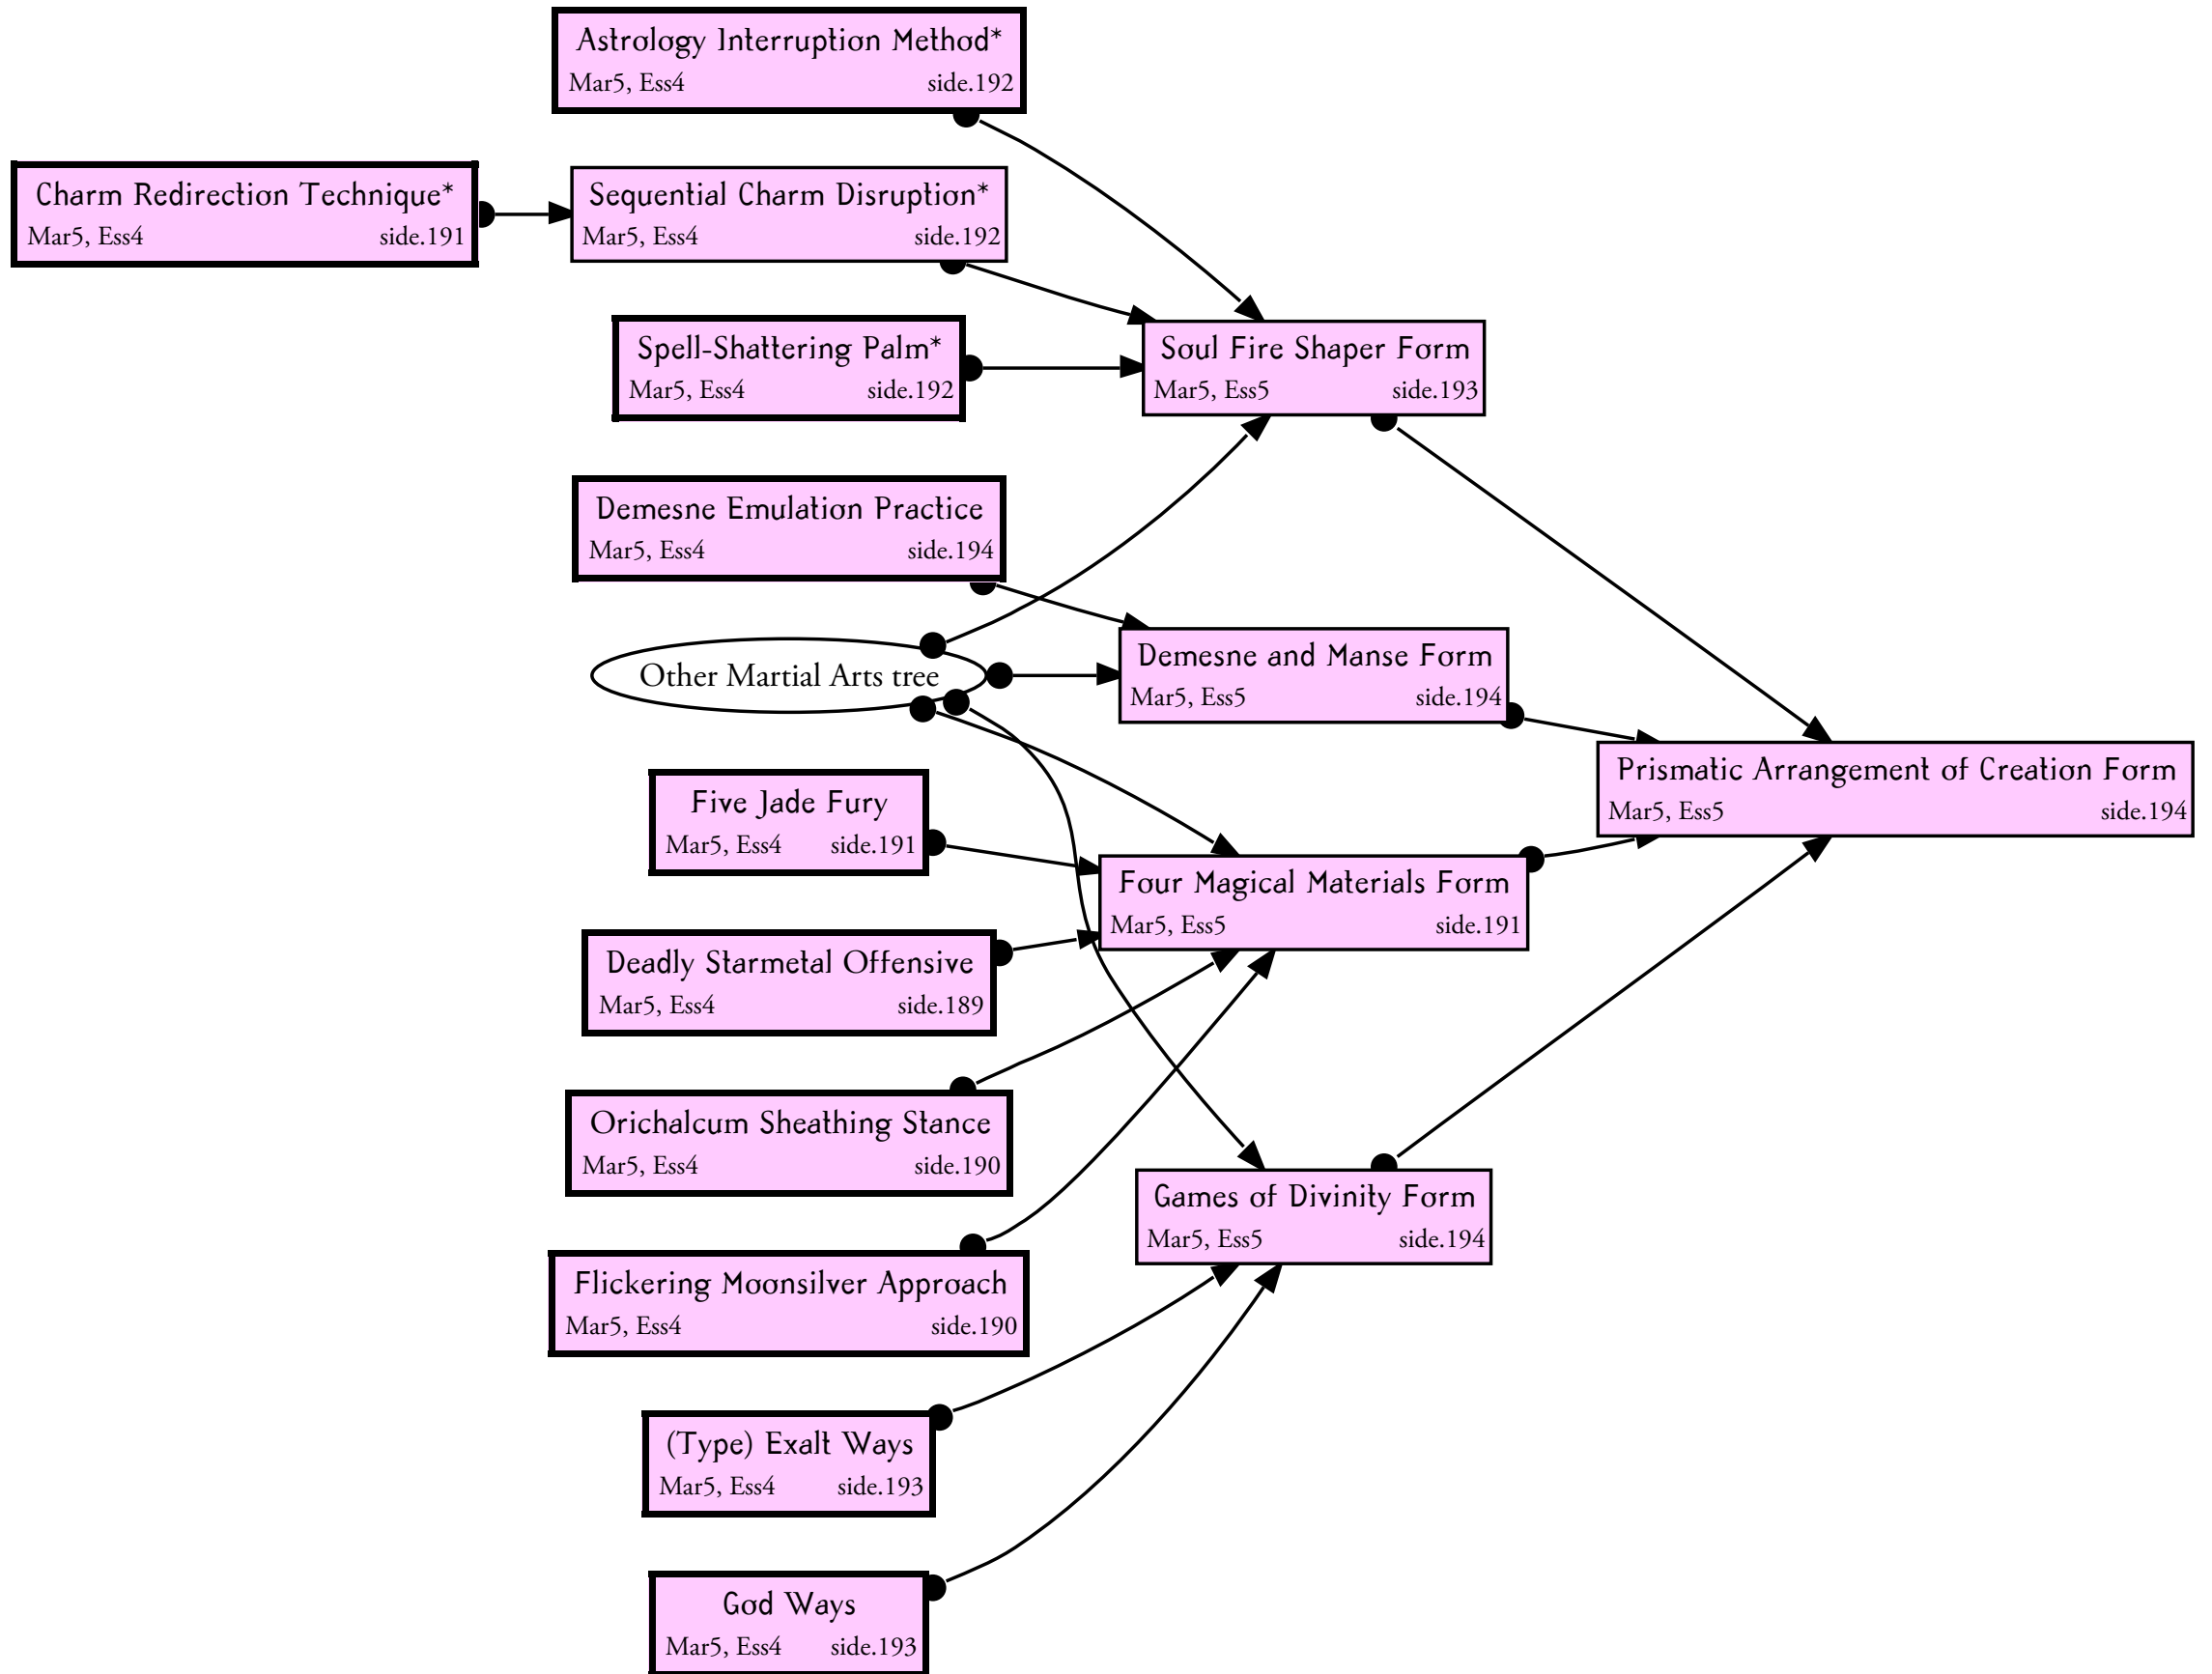 Astrology Interruption Method*
Mar5, Ess4 side.192
Charm Redirection Technique*
Mar5, Ess4 side.191
Sequential Charm Disruption*
Mar5, Ess4 side.192
Spell-Shattering Palm*
Mar5, Ess4 side.192
Soul Fire Shaper Form
Mar5, Ess5 side.193
Demesne Emulation Practice
Mar5, Ess4 side.194
Other Martial Arts tree
Demesne and Manse Form
Mar5, Ess5 side.194
Prismatic Arrangement of Creation Form
Mar5, Ess5 side.194
Five Jade Fury
Mar5, Ess4 side.191
Four Magical Materials Form
Mar5, Ess5 side.191
Deadly Starmetal Offensive
Mar5, Ess4 side.189
Orichalcum Sheathing Stance
Mar5, Ess4 side.190
Games of Divinity Form
Mar5, Ess5 side.194
Flickering Moonsilver Approach
Mar5, Ess4 side.190
(Type) Exalt Ways
Mar5, Ess4 side.193
God Ways
Mar5, Ess4 side.193